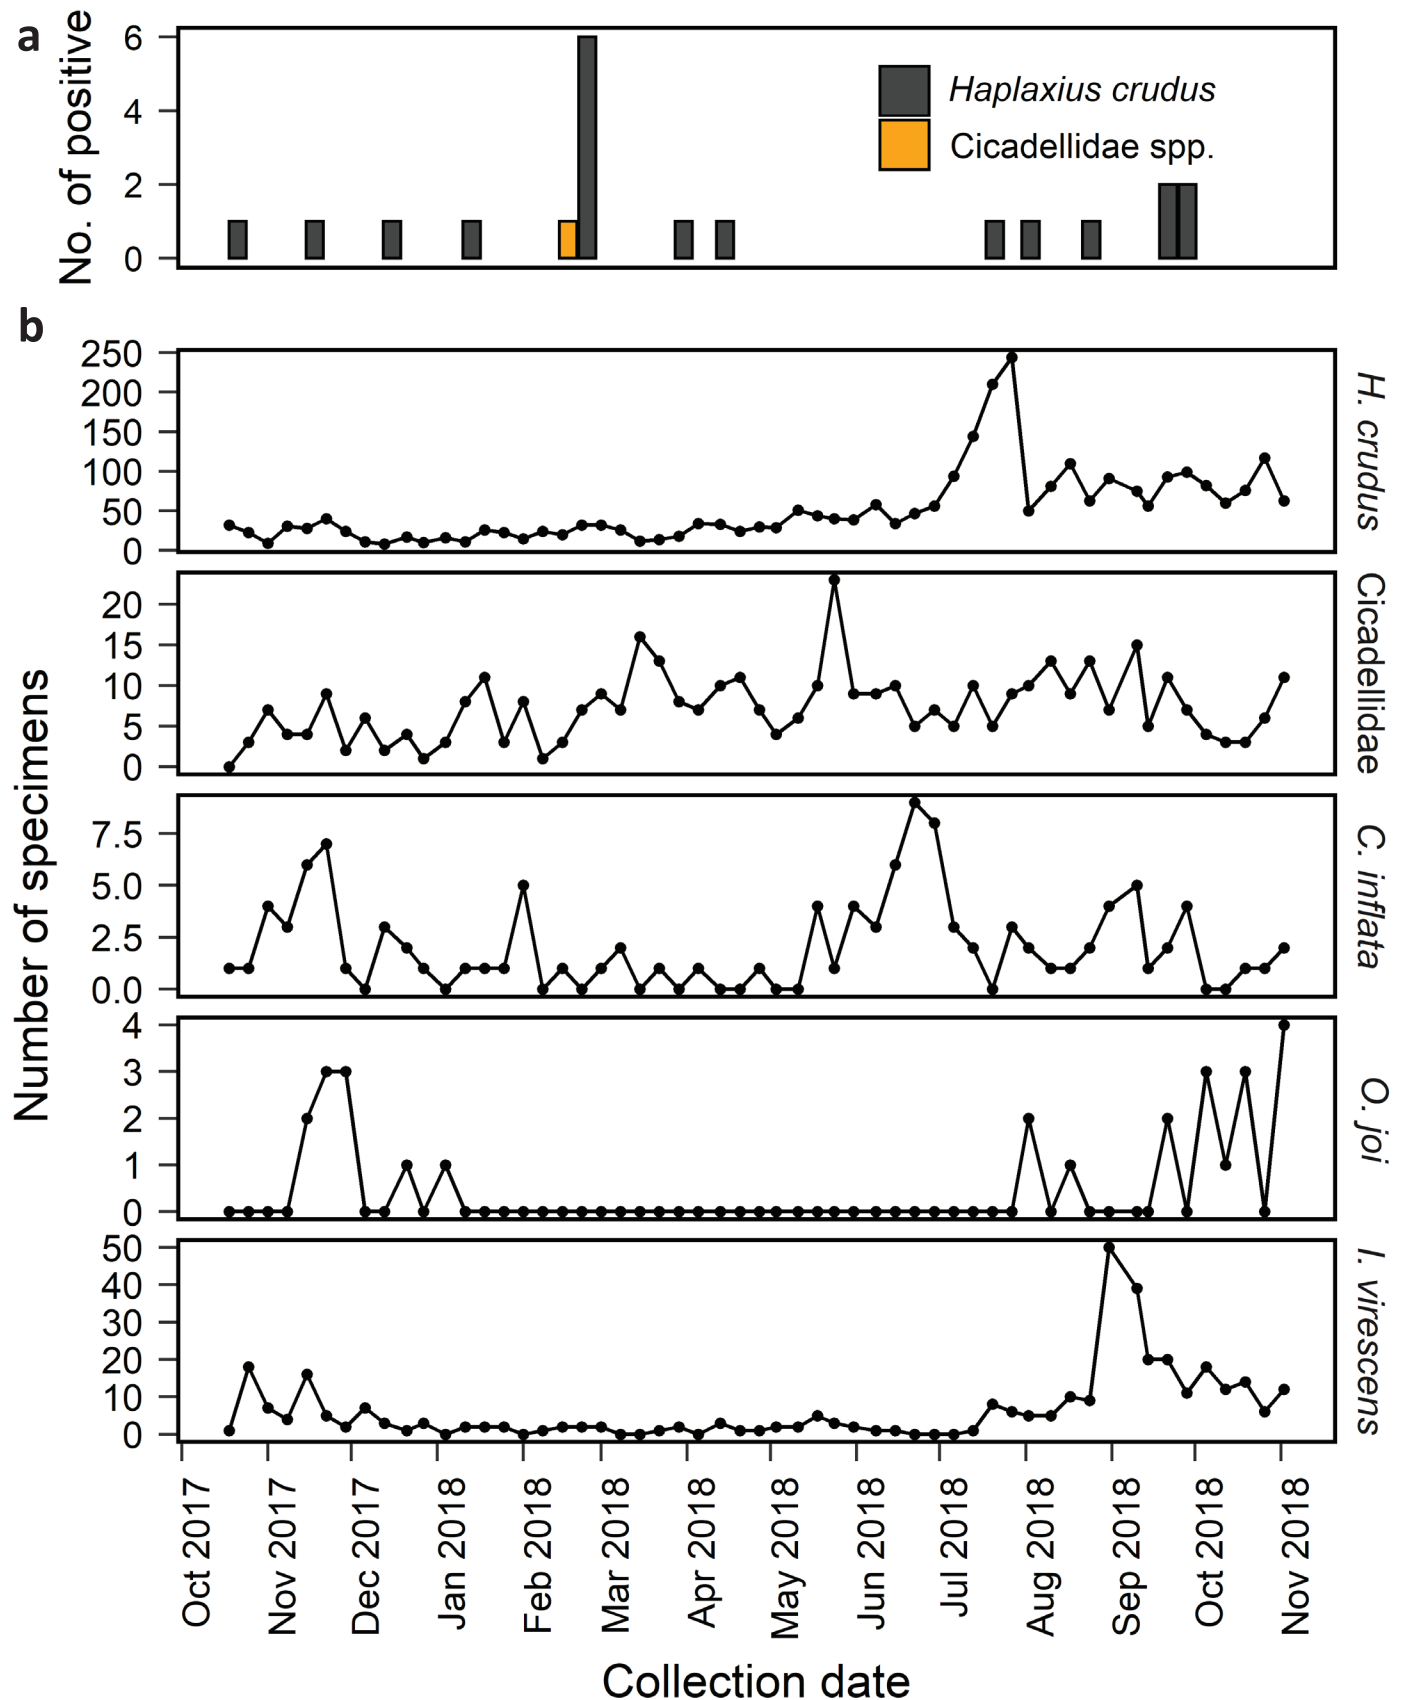 a
No. of positive
6
4
2
0
Haplaxius crudus
Cicadellidae spp.
b
Number of specimens
250
200
150
100
50
0
H. crudus
20
15
10
5
0
Cicadellidae
7.5
5.0
2.5
0.0
C. inflata
4
3
2
1
0
O. joi
50
40
30
20
10
0
I. virescens
Oct 2017
Nov 2017
Dec 2017
Jan 2018
Feb 2018
Mar 2018
Apr 2018
May 2018
Jun 2018
Jul 2018
Aug 2018
Sep 2018
Oct 2018
Nov 2018
Collection date